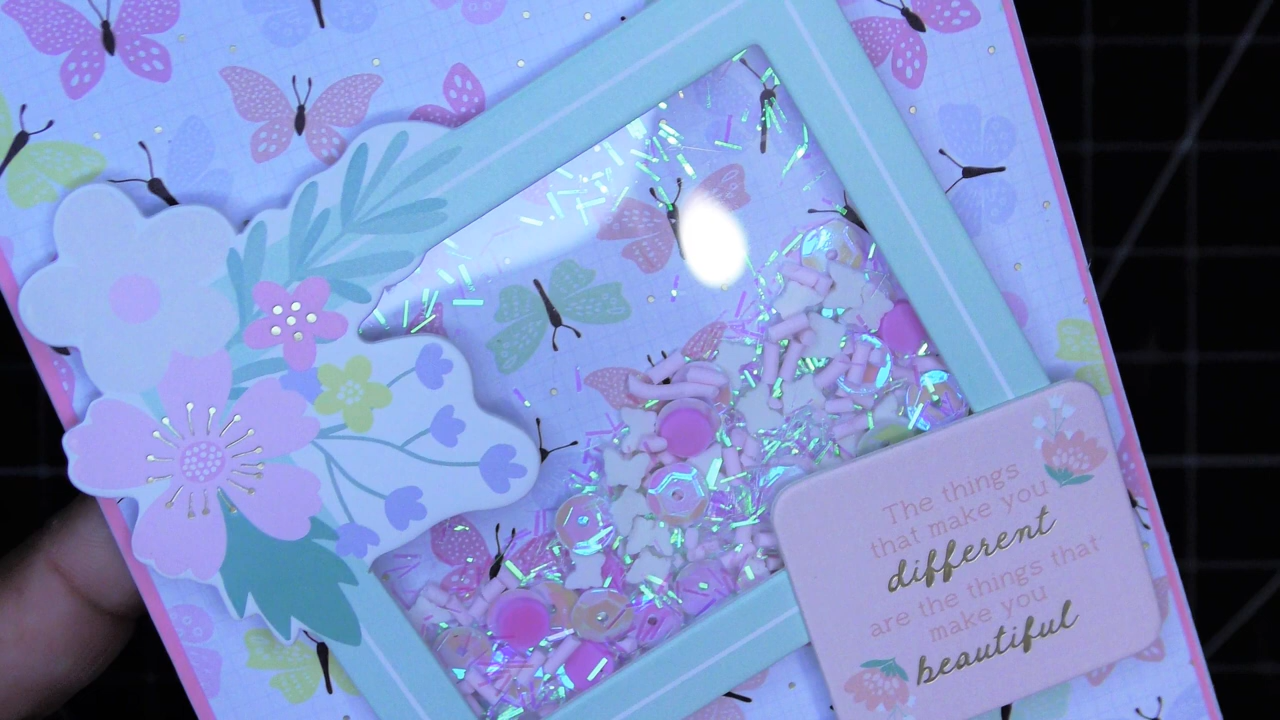 The things
that make you
different
are the things that
make you
beautiful